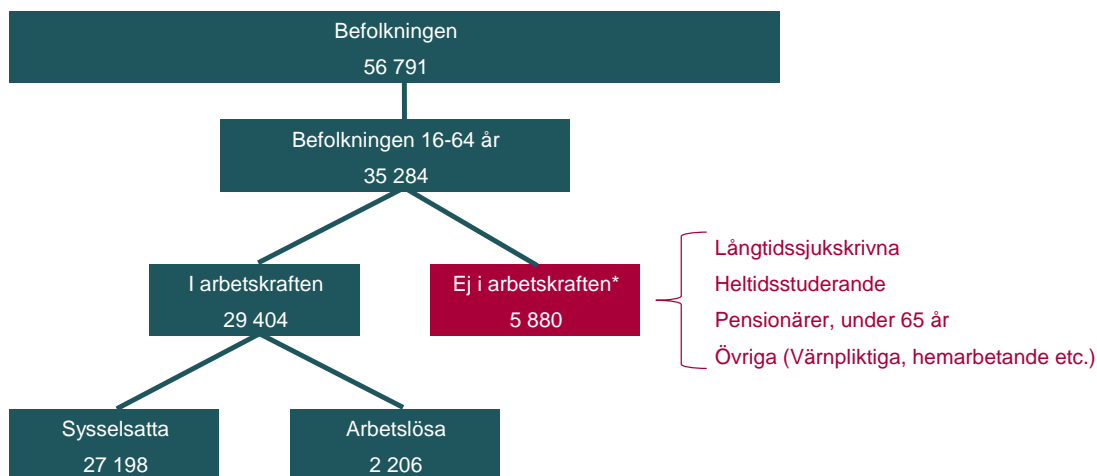 Befolkningen
56 791
Befolkningen 16-64 år
35 284
I arbetskraften
29 404
Ej i arbetskraften*
5 880
Långtidssjukskrivna
Heltidsstuderande
Pensionärer, under 65 år
Övriga (Värnpliktiga, hemarbetande etc.)
Sysselsatta
27 198
Arbetslösa
2 206